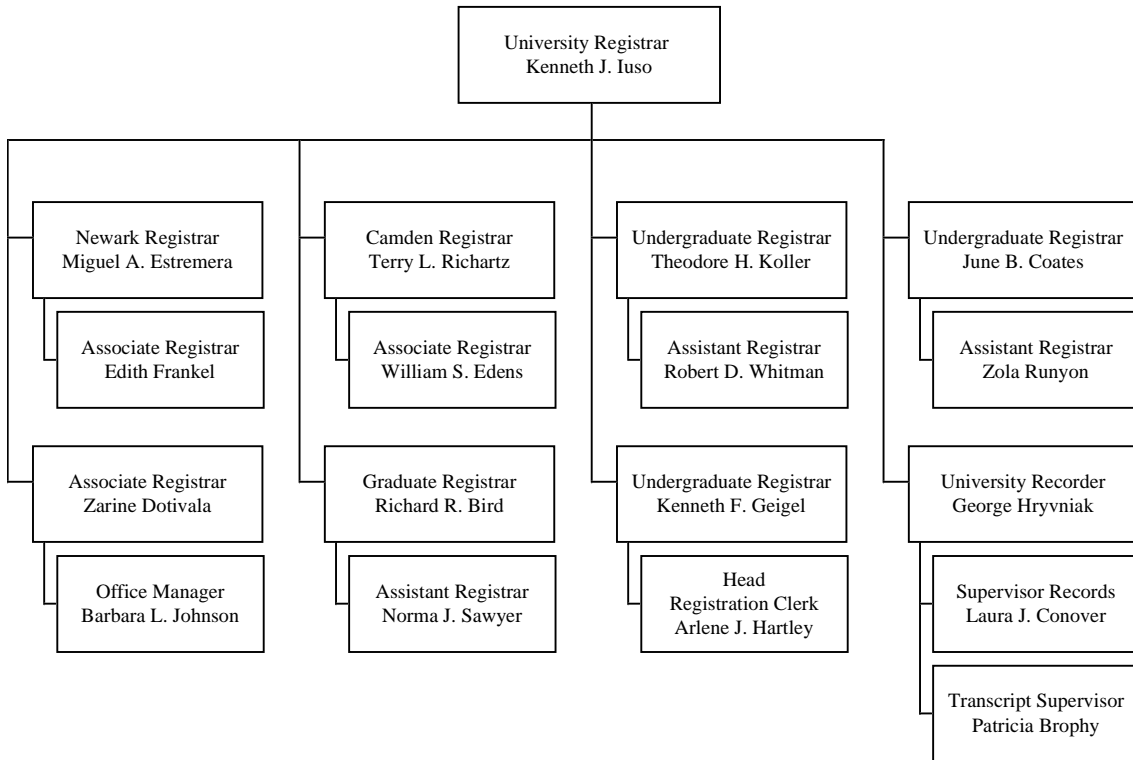 University Registrar
Kenneth J. Iuso
Newark Registrar
Miguel A. Estremera
Camden Registrar
Terry L. Richartz
Undergraduate Registrar
Theodore H. Koller
Undergraduate Registrar
June B. Coates
Associate Registrar
Edith Frankel
Associate Registrar
William S. Edens
Assistant Registrar
Robert D. Whitman
Assistant Registrar
Zola Runyon
Associate Registrar
Zarine Dotivala
Graduate Registrar
Richard R. Bird
Undergraduate Registrar
Kenneth F. Geigel
University Recorder
George Hryvniak
Office Manager
Barbara L. Johnson
Assistant Registrar
Norma J. Sawyer
Head
Registration Clerk
Arlene J. Hartley
Supervisor Records
Laura J. Conover
Transcript Supervisor
Patricia Brophy